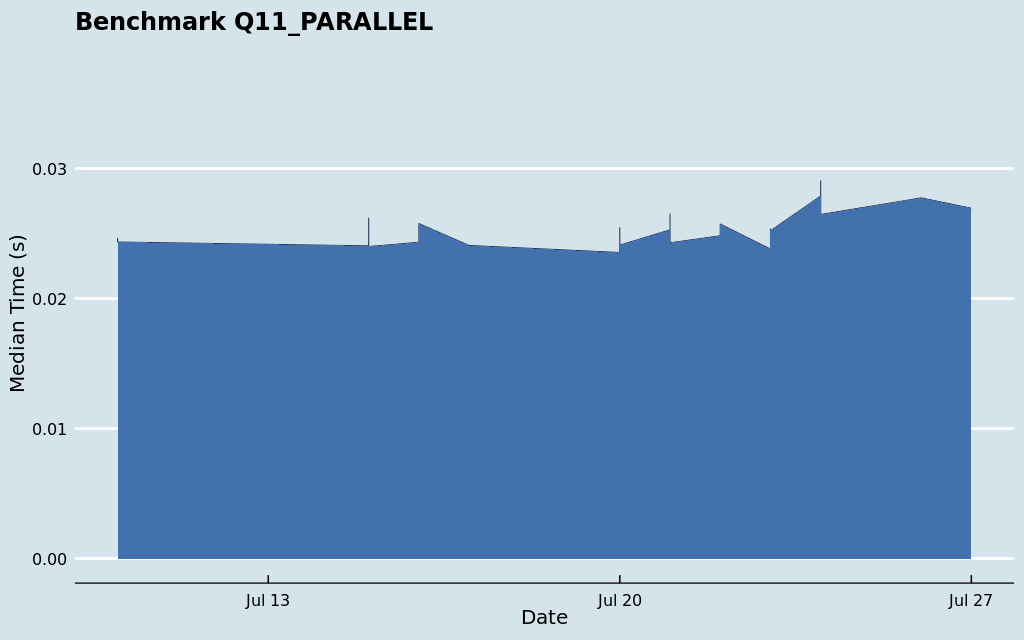 Benchmark Q11_PARALLEL
Median Time (s)
0.03
0.02
0.01
0.00
Jul 13
Jul 20
Jul 27
Date